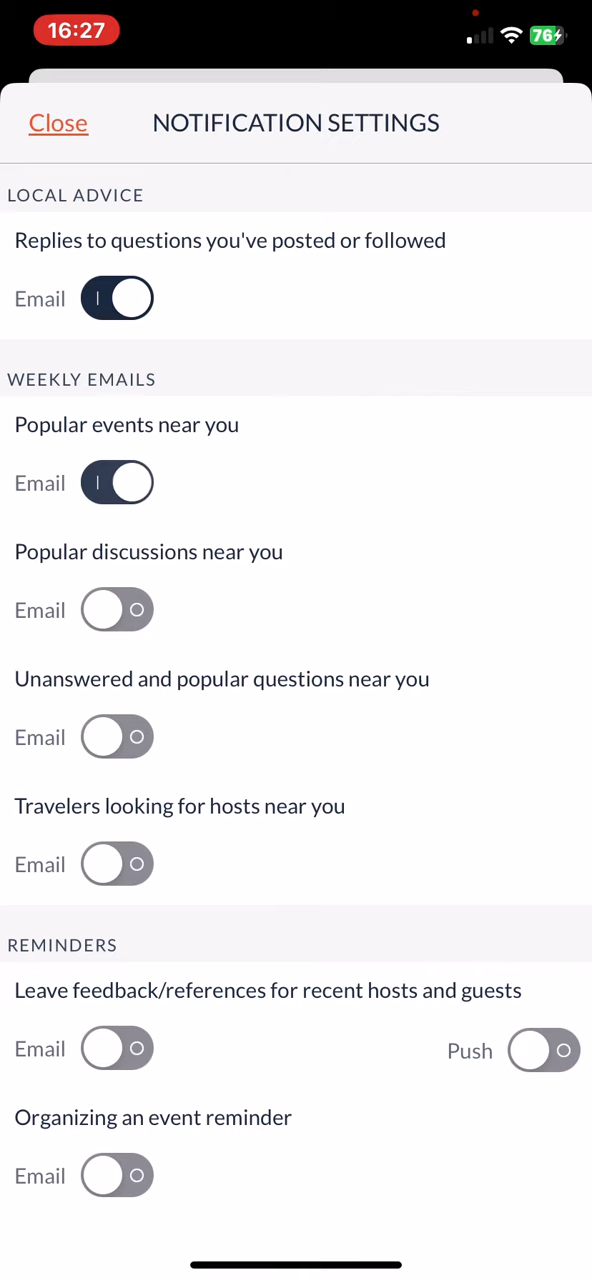 16:27
76
Close
NOTIFICATION SETTINGS
LOCAL ADVICE
Replies to questions you've posted or followed
Email
WEEKLY EMAILS
Popular events near you
Email
Popular discussions near you
Email
Unanswered and popular questions near you
Email
Travelers looking for hosts near you
Email
REMINDERS
Leave feedback/references for recent hosts and guests
Email Push
Organizing an event reminder
Email